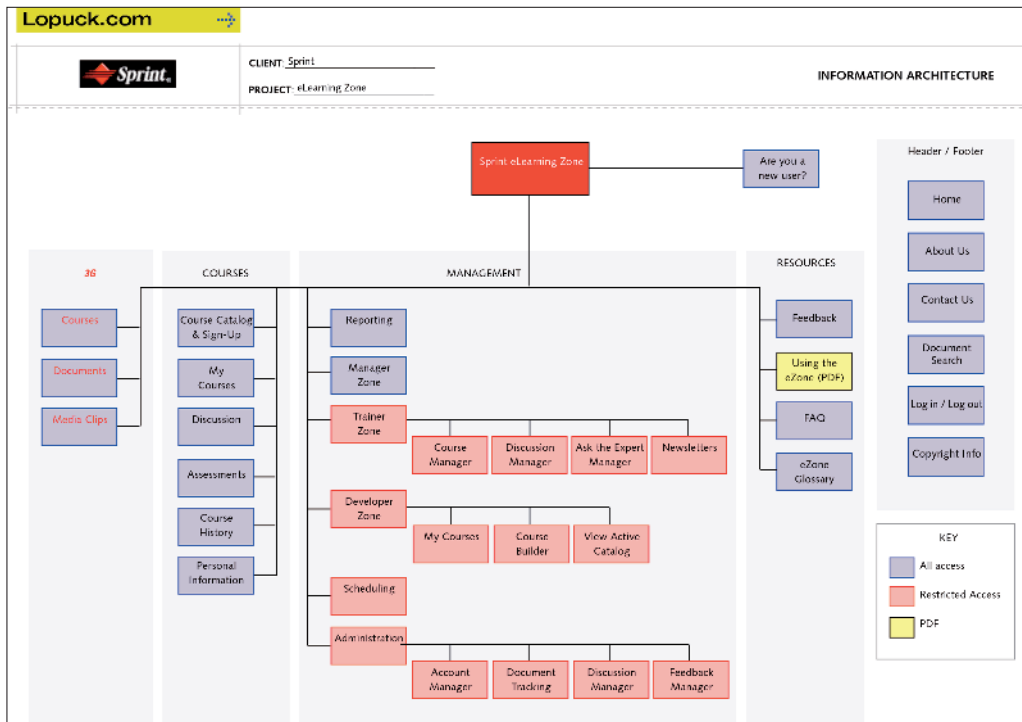 Lopuck.com
Sprint.
CLIENT: Sprint
PROJECT: eLearning Zone
INFORMATION ARCHITECTURE
Sprint eLearning Zone
Are you a
new user?
Header / Footer
Home
About Us
Contact Us
Document
Search
Log in / Log out
Copyright Info
3G
Courses
Documents
Media Clips
COURSES
Course Catalog
& Sign-Up
My
Courses
Discussion
Assessments
Course
History
Personal
Information
MANAGEMENT
Reporting
Manager
Zone
Trainer
Zone
Course
Manager
Discussion
Manager
Ask the Expert
Manager
Newsletters
Developer
Zone
My Courses
Course
Builder
View Active
Catalog
Scheduling
Administration
Account
Manager
Document
Tracking
Discussion
Manager
Feedback
Manager
RESOURCES
Feedback
Using the
eZone (PDF)
FAQ
eZone
Glossary
KEY
All access
Restricted Access
PDF